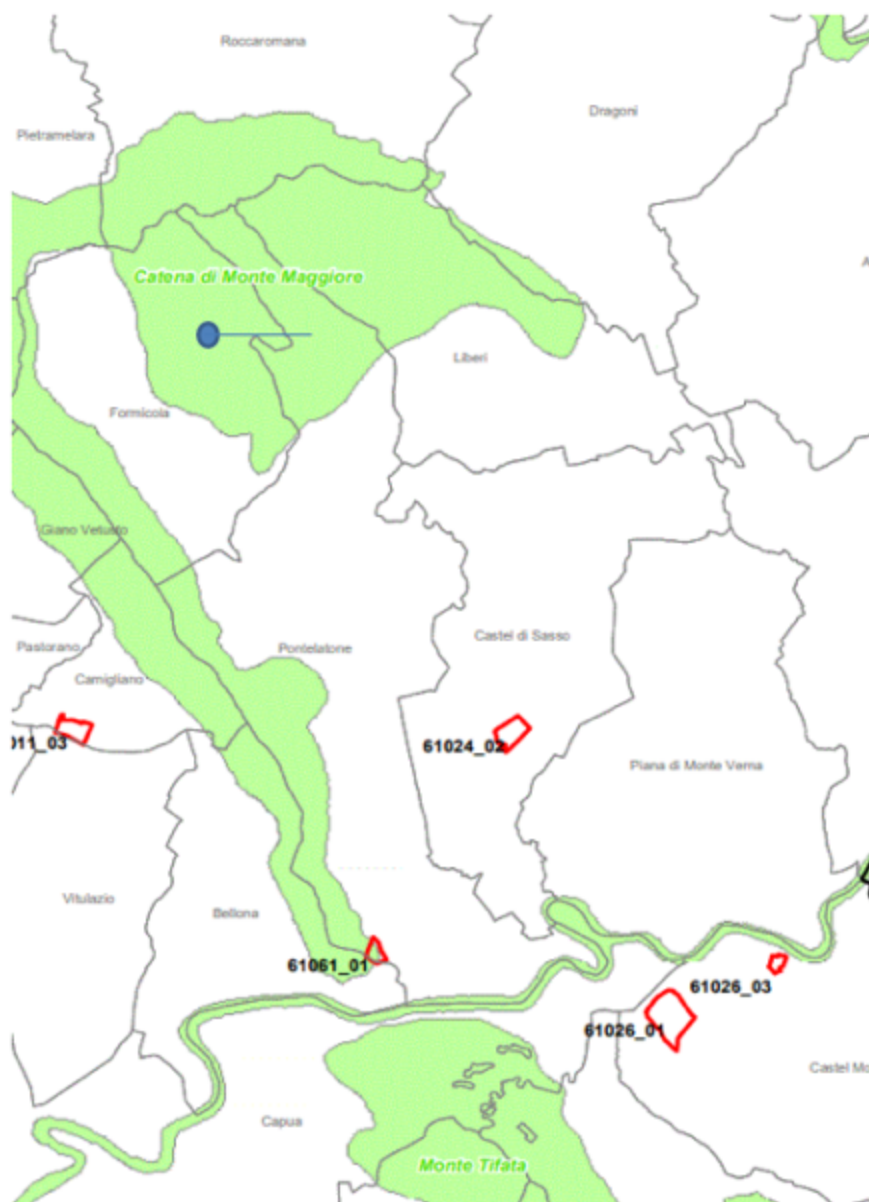 Roccaromana
Dragoni
Pietramelara
A
Catena di Monte Maggiore
Liberi
Formicola
Giano Vetusto
Castel di Sasso
Pastorano
Pontelatone
Camigliano
011_03
61024_02
Piana di Monte Verna
Vitulazio
Bellona
61061_01
61026_03
61026_01
Castel Mo
Capua
Monte Tifata